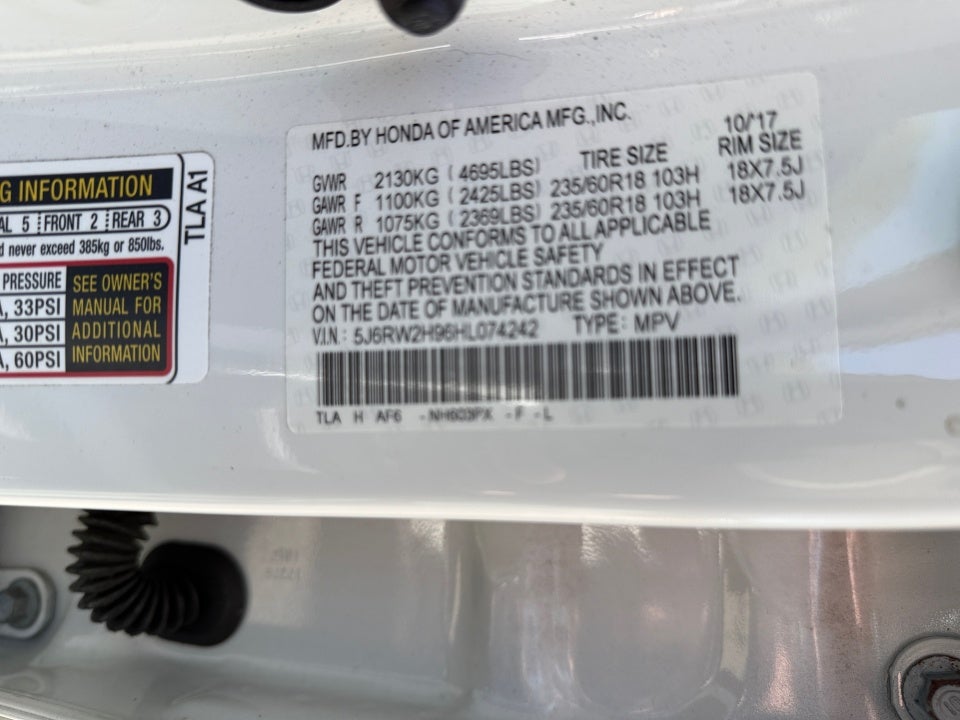 G INFORMATION
AL 5 FRONT 2 REAR 3
d never exceed 385kg or 850lbs.
PRESSURE
, 33PSI
, 30PSI
, 60PSI
SEE OWNER'S
MANUAL FOR
ADDITIONAL
INFORMATION
TLA A1
MFD.BY HONDA OF AMERICA MFG.,INC. 10/'17
TIRE SIZE RIM SIZE
GVWR 2130KG ( 4695LBS)
GAWR F 1100KG ( 2425LBS) 235/60R18 103H 18X7.5J
GAWR R 1075KG ( 2369LBS) 235/60R18 103H 18X7.5J
THIS VEHICLE CONFORMS TO ALL APPLICABLE
FEDERAL MOTOR VEHICLE SAFETY
AND THEFT PREVENTION STANDARDS IN EFFECT
ON THE DATE OF MANUFACTURE SHOWN ABOVE.
V.I.N.: 5J6RW2H96HL074242 TYPE: MPV
TLA H AF6 -NH603PX -F -L